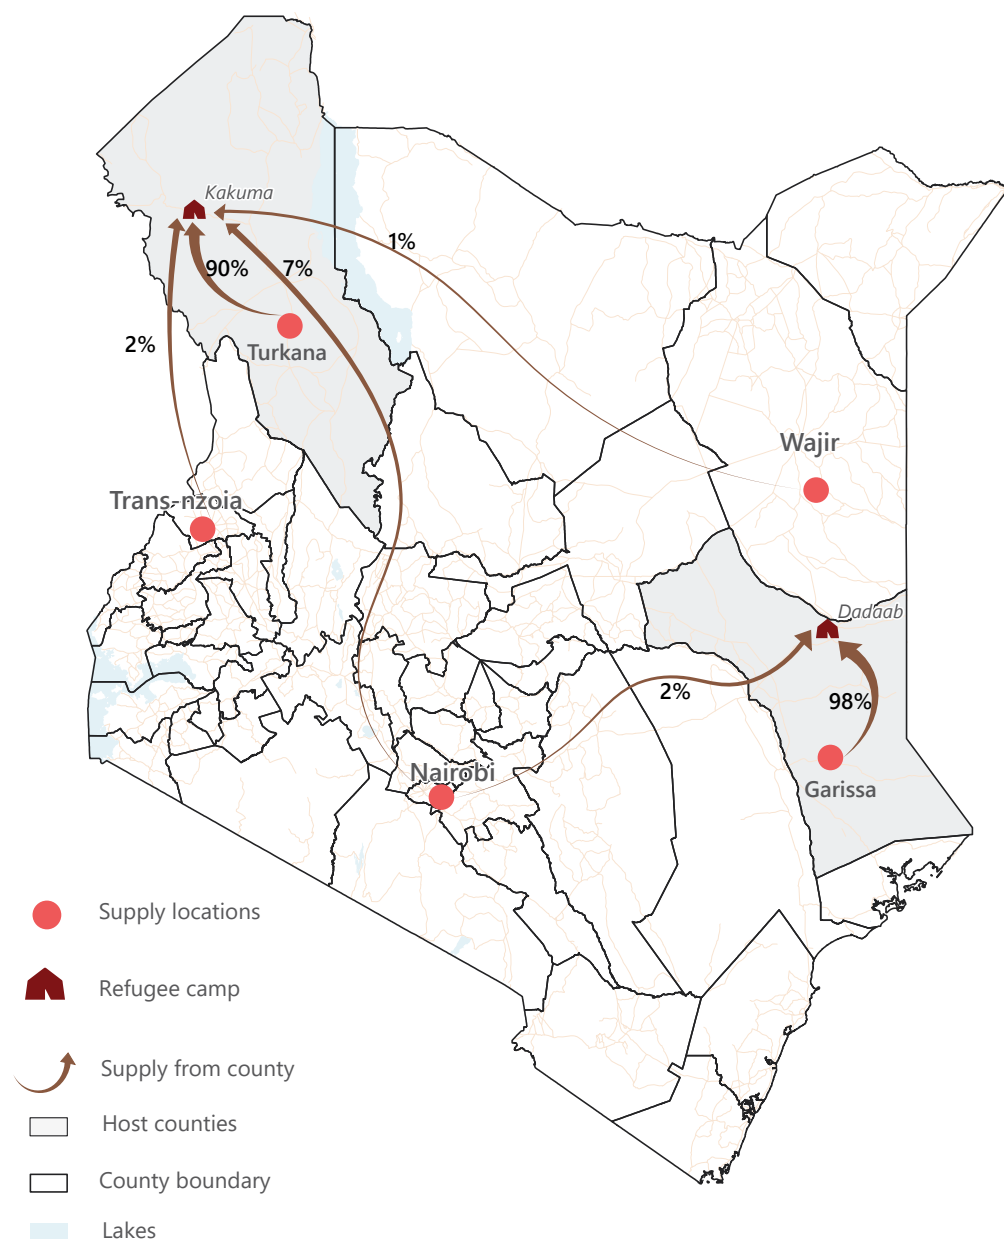 Kakuma
1%
90%
7%
2%
Turkana
Wajir
Trans-nzoia
Dadaab
2%
98%
Nairobi
Garissa
Supply locations
Refugee camp
Supply from county
Host counties
County boundary
Lakes